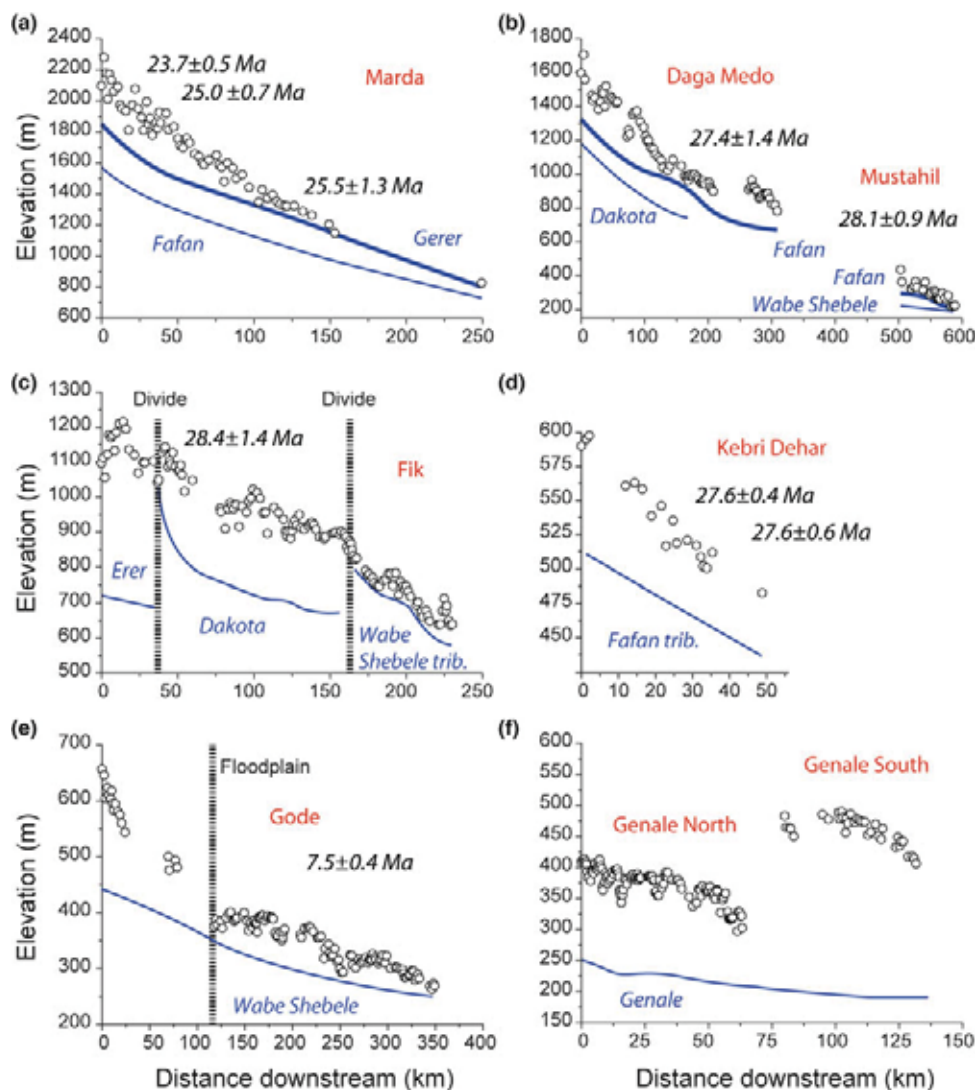 (a)
2400
2200
2000
1800
1600
1400
1200
1000
800
600
Elevation (m)
23.7±0.5 Ma
25.0 ±0.7 Ma
25.5±1.3 Ma
Marda
Fafan
Gerer
0 50 100 150 200 250
(b)
1800
1600
1400
1200
1000
800
600
400
200
Daga Medo
27.4±1.4 Ma
Mustahil
28.1±0.9 Ma
Dakota
Fafan
Fafan
Wabe Shebele
0 100 200 300 400 500 600
(c)
1300
1200
1100
1000
900
800
700
600
500
Elevation (m)
Divide
Divide
28.4±1.4 Ma
Fik
Erer
Dakota
Wabe
Shebele trib.
0 50 100 150 200 250
(d)
600
575
550
525
500
475
450
Kebri Dehar
27.6±0.4 Ma
27.6±0.6 Ma
Fafan trib.
0 10 20 30 40 50
(e)
700
600
500
400
300
200
Elevation (m)
Floodplain
Gode
7.5±0.4 Ma
Wabe Shebele
0 50 100 150 200 250 300 350 400
Distance downstream (km)
(f)
600
550
500
450
400
350
300
250
200
150
Genale South
Genale North
Genale
0 25 50 75 100 125 150
Distance downstream (km)